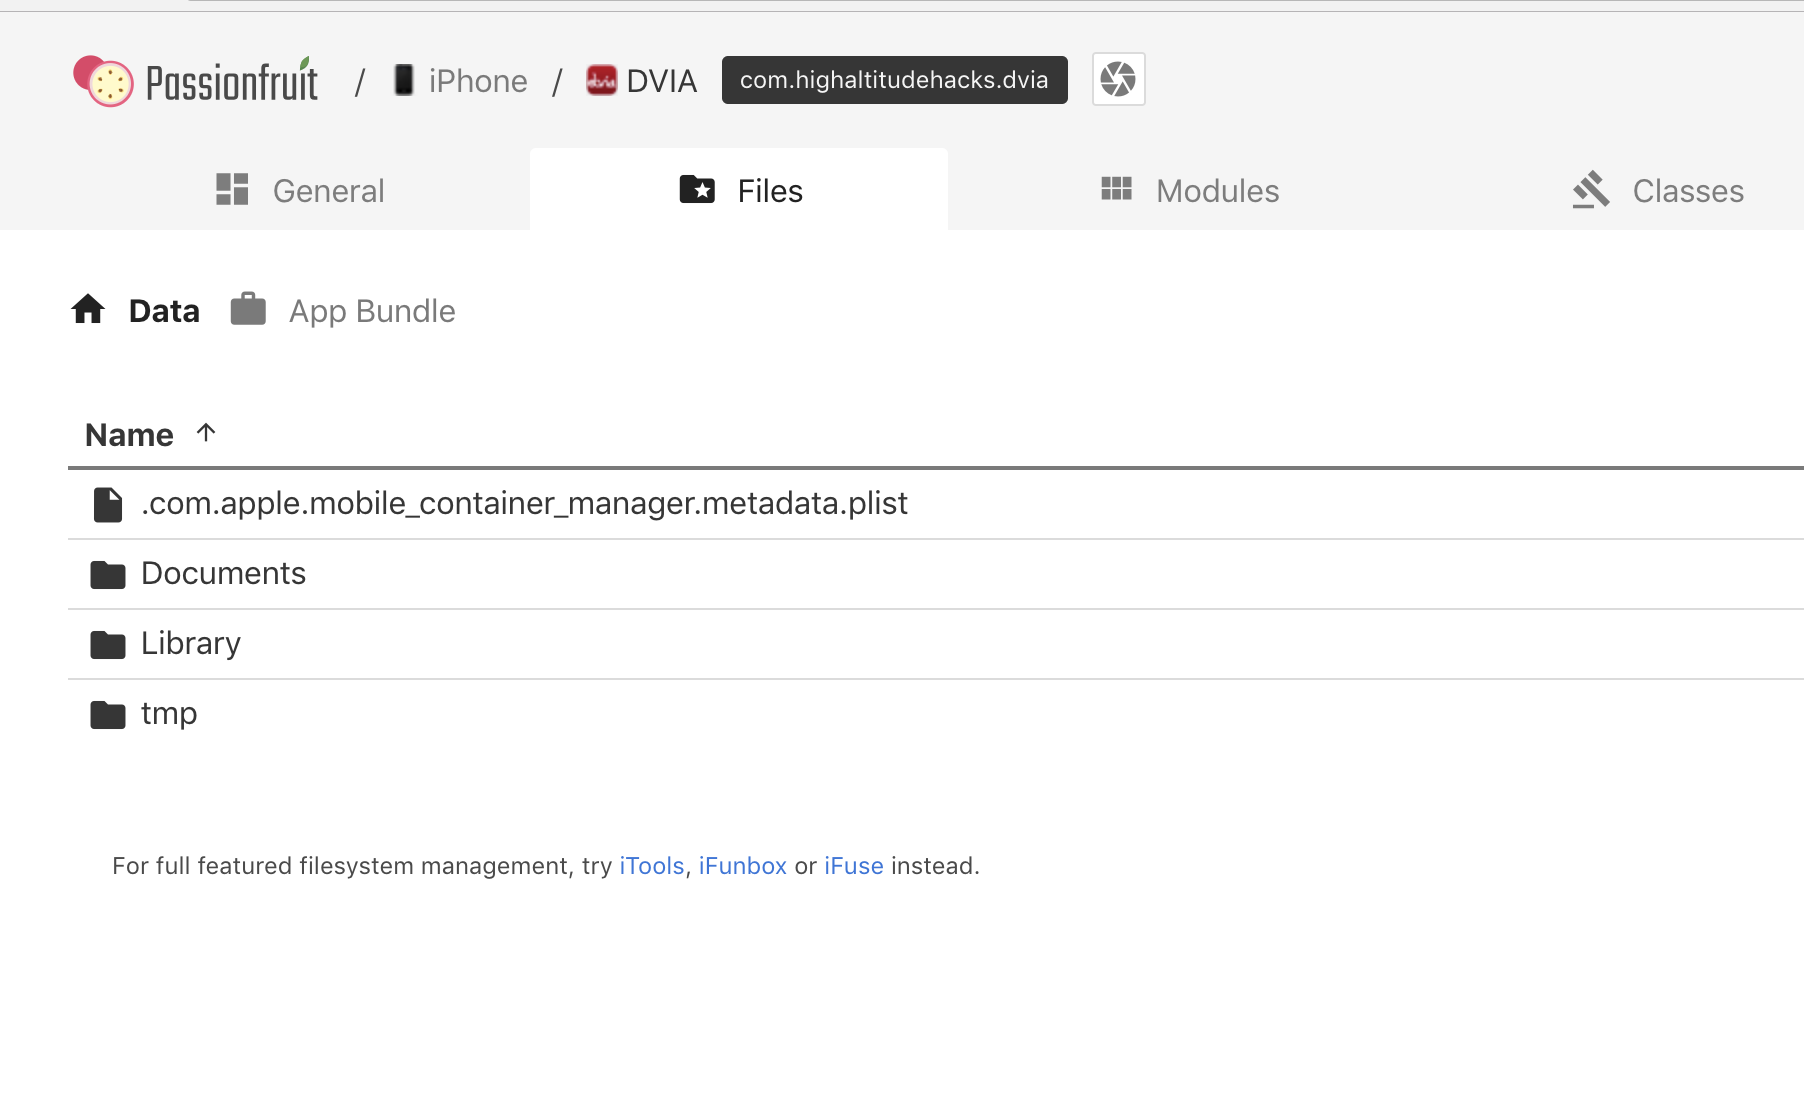 Passionfruit / iPhone / DVIA com.highaltitudehacks.dvia
General Files Modules Classes
Data App Bundle
Name ↑
.com.apple.mobile_container_manager.metadata.plist
Documents
Library
tmp
For full featured filesystem management, try iTools, iFunbox or iFuse instead.